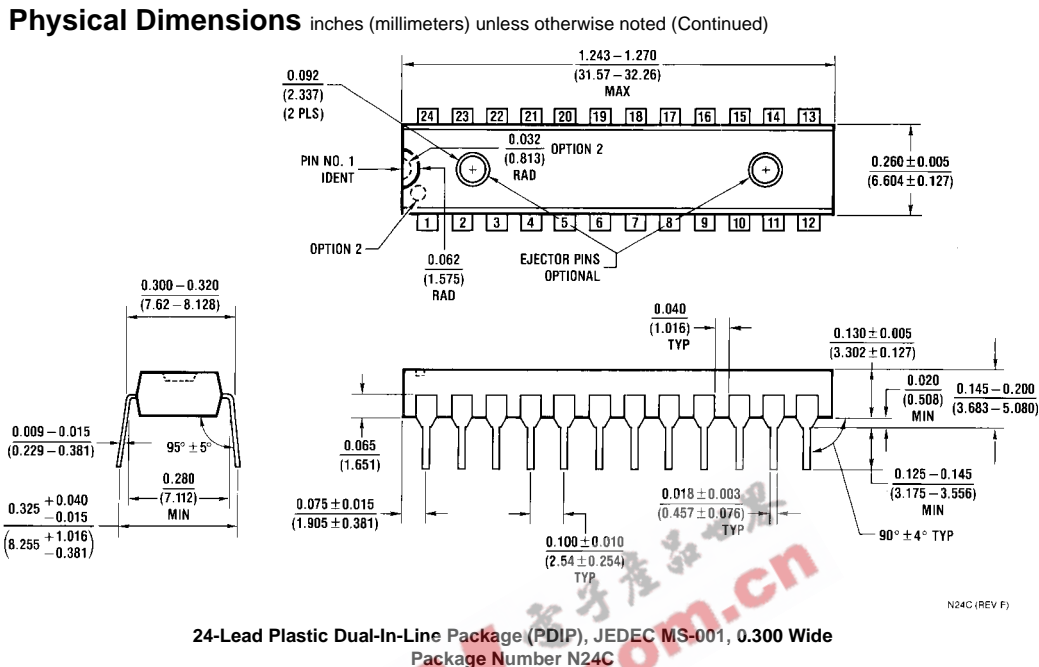 Physical Dimensions inches (millimeters) unless otherwise noted (Continued)
1.243 – 1.270
(31.57 – 32.26)
MAX
0.092
(2.337)
(2 PLS)
24 23 22 21 20 19 18 17 16 15 14 13
0.032
(0.813)
RAD
OPTION 2
PIN NO. 1
IDENT
0.260 ± 0.005
(6.604 ± 0.127)
1 2 3 4 5 6 7 8 9 10 11 12
OPTION 2
0.062
(1.575)
RAD
EJECTOR PINS
OPTIONAL
0.300 – 0.320
(7.62 – 8.128)
0.040
(1.016)
TYP
0.130 ± 0.005
(3.302 ± 0.127)
0.020
(0.508)
MIN
0.145 – 0.200
(3.683 – 5.080)
0.009 – 0.015
(0.229 – 0.381)
95° ± 5°
0.280
(7.112)
MIN
0.065
(1.651)
0.125 – 0.145
(3.175 – 3.556)
MIN
0.325 + 0.040 – 0.015
(8.255 + 1.016 – 0.381)
0.075 ± 0.015
(1.905 ± 0.381)
0.018 ± 0.003
(0.457 ± 0.076)
TYP
0.100 ± 0.010
(2.54 ± 0.254)
TYP
90° ± 4° TYP
电子产品世界
om.cn
N24C (REV F)
24-Lead Plastic Dual-In-Line Package (PDIP), JEDEC MS-001, 0.300 Wide
Package Number N24C